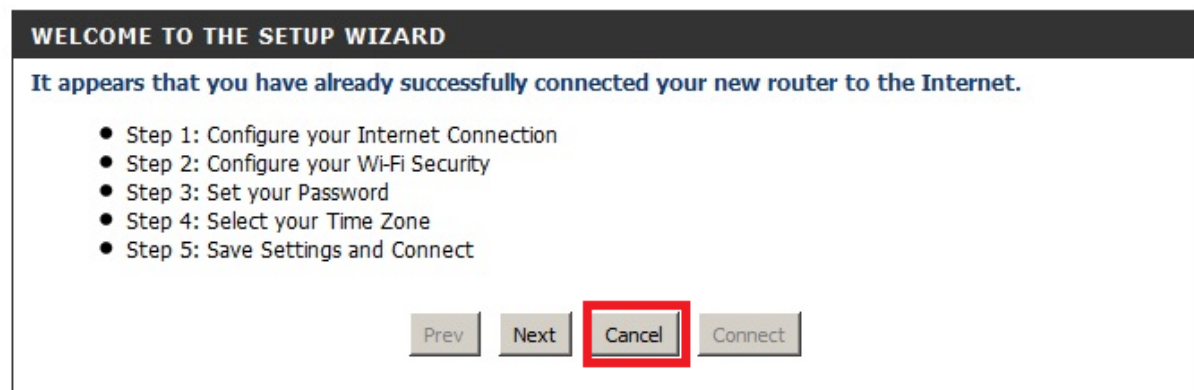 WELCOME TO THE SETUP WIZARD
It appears that you have already successfully connected your new router to the Internet.
Step 1: Configure your Internet Connection
Step 2: Configure your Wi-Fi Security
Step 3: Set your Password
Step 4: Select your Time Zone
Step 5: Save Settings and Connect
Prev Next Cancel Connect